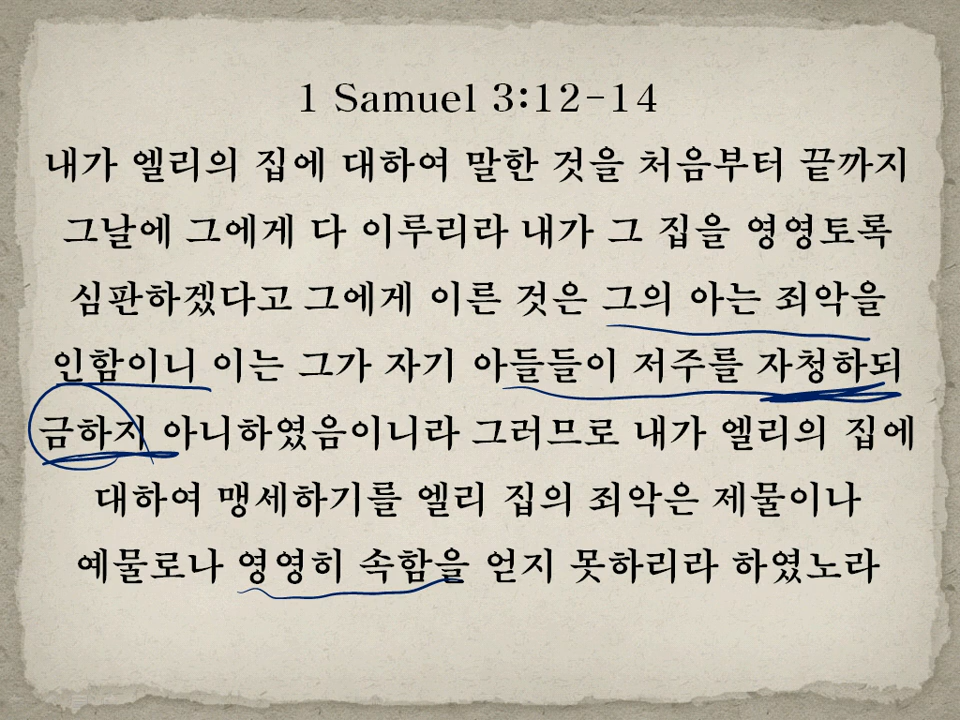 1 Samuel 3:12-14
내가 엘리의 집에 대하여 말한 것을 처음부터 끝까지
그날에 그에게 다 이루리라 내가 그 집을 영영토록
심판하겠다고 그에게 이른 것은 그의 아는 죄악을
인함이니 이는 그가 자기 아들들이 저주를 자청하되
금하지 아니하였음이니라 그러므로 내가 엘리의 집에
대하여 맹세하기를 엘리 집의 죄악은 제물이나
예물로나 영영히 속함을 얻지 못하리라 하였노라